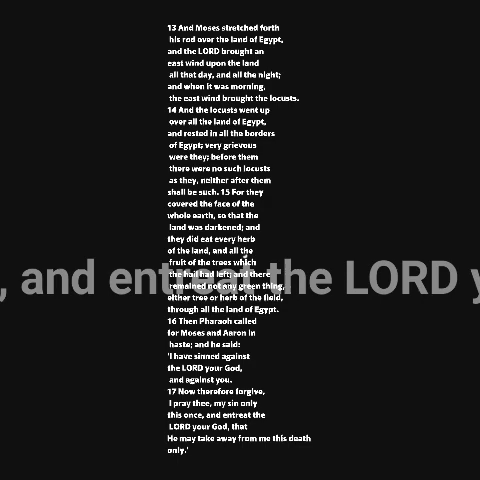 13 And Moses stretched forth
his rod over the land of Egypt,
and the LORD brought an
east wind upon the land
all that day, and all the night;
and when it was morning,
the east wind brought the locusts.
14 And the locusts went up
over all the land of Egypt,
and rested in all the borders
of Egypt; very grievous
were they; before them
there were no such locusts
as they, neither after them
shall be such. 15 For they
covered the face of the
whole earth, so that the
land was darkened; and
they did eat every herb
of the land, and all the
fruit of the trees which
the hail had left; and there
, and entreat the LORD y
remained not any green thing,
either tree or herb of the field,
through all the land of Egypt.
16 Then Pharaoh called
for Moses and Aaron in
haste; and he said:
'I have sinned against
the LORD your God,
and against you.
17 Now therefore forgive,
I pray thee, my sin only
this once, and entreat the
LORD your God, that
He may take away from me this death
only.'